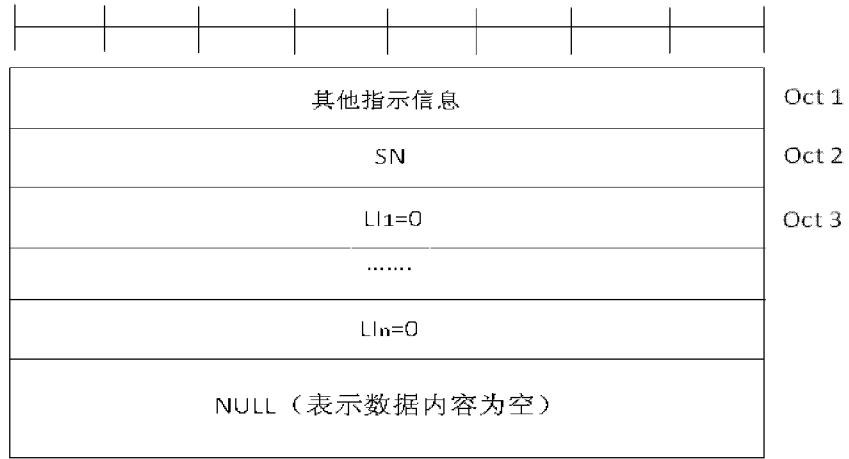 其他指示信息 Oct 1
SN Oct 2
LI1=0 Oct 3
.......
LIn=0
NULL（表示数据内容为空）